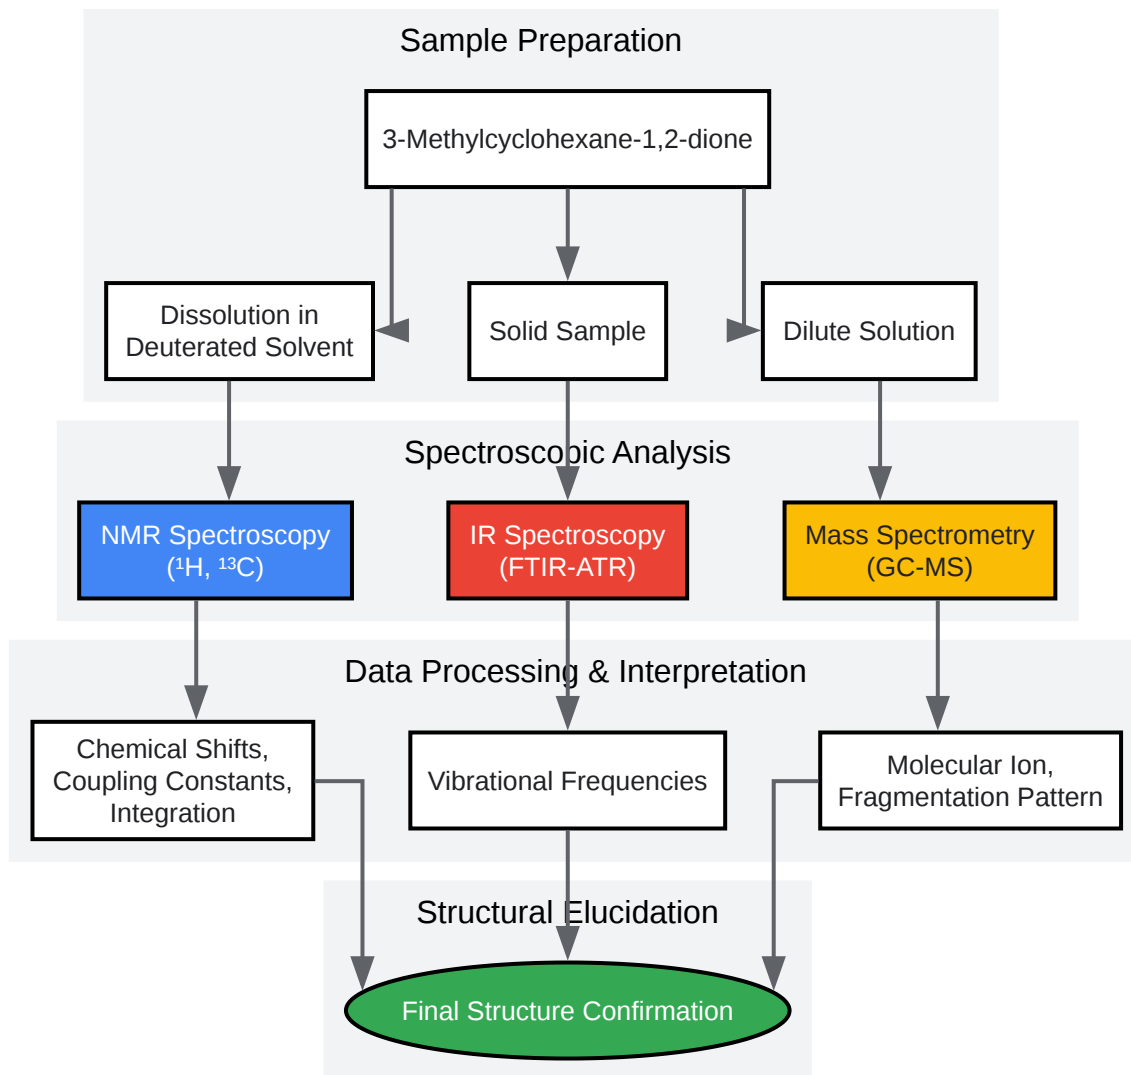 Sample Preparation
3-Methylcyclohexane-1,2-dione
Dissolution in
Deuterated Solvent
Solid Sample
Dilute Solution
Spectroscopic Analysis
NMR Spectroscopy
(¹H, ¹³C)
IR Spectroscopy
(FTIR-ATR)
Mass Spectrometry
(GC-MS)
Data Processing & Interpretation
Chemical Shifts,
Coupling Constants,
Integration
Vibrational Frequencies
Molecular Ion,
Fragmentation Pattern
Structural Elucidation
Final Structure Confirmation